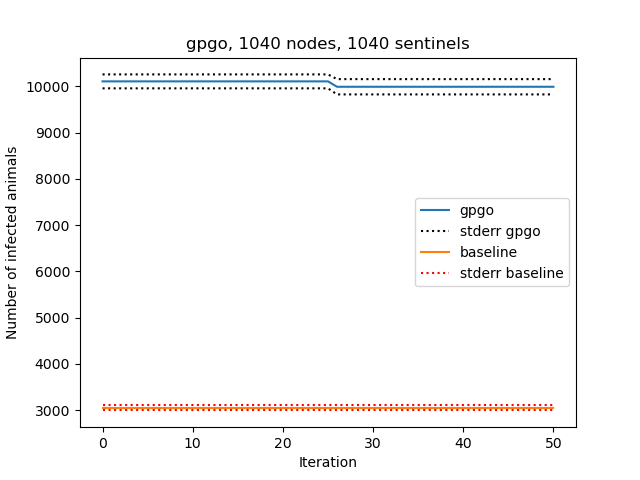 gpgo, 1040 nodes, 1040 sentinels
10000
9000
8000
7000
6000
5000
4000
3000
Number of infected animals
gpgo
stderr gpgo
baseline
stderr baseline
0 10 20 30 40 50
Iteration